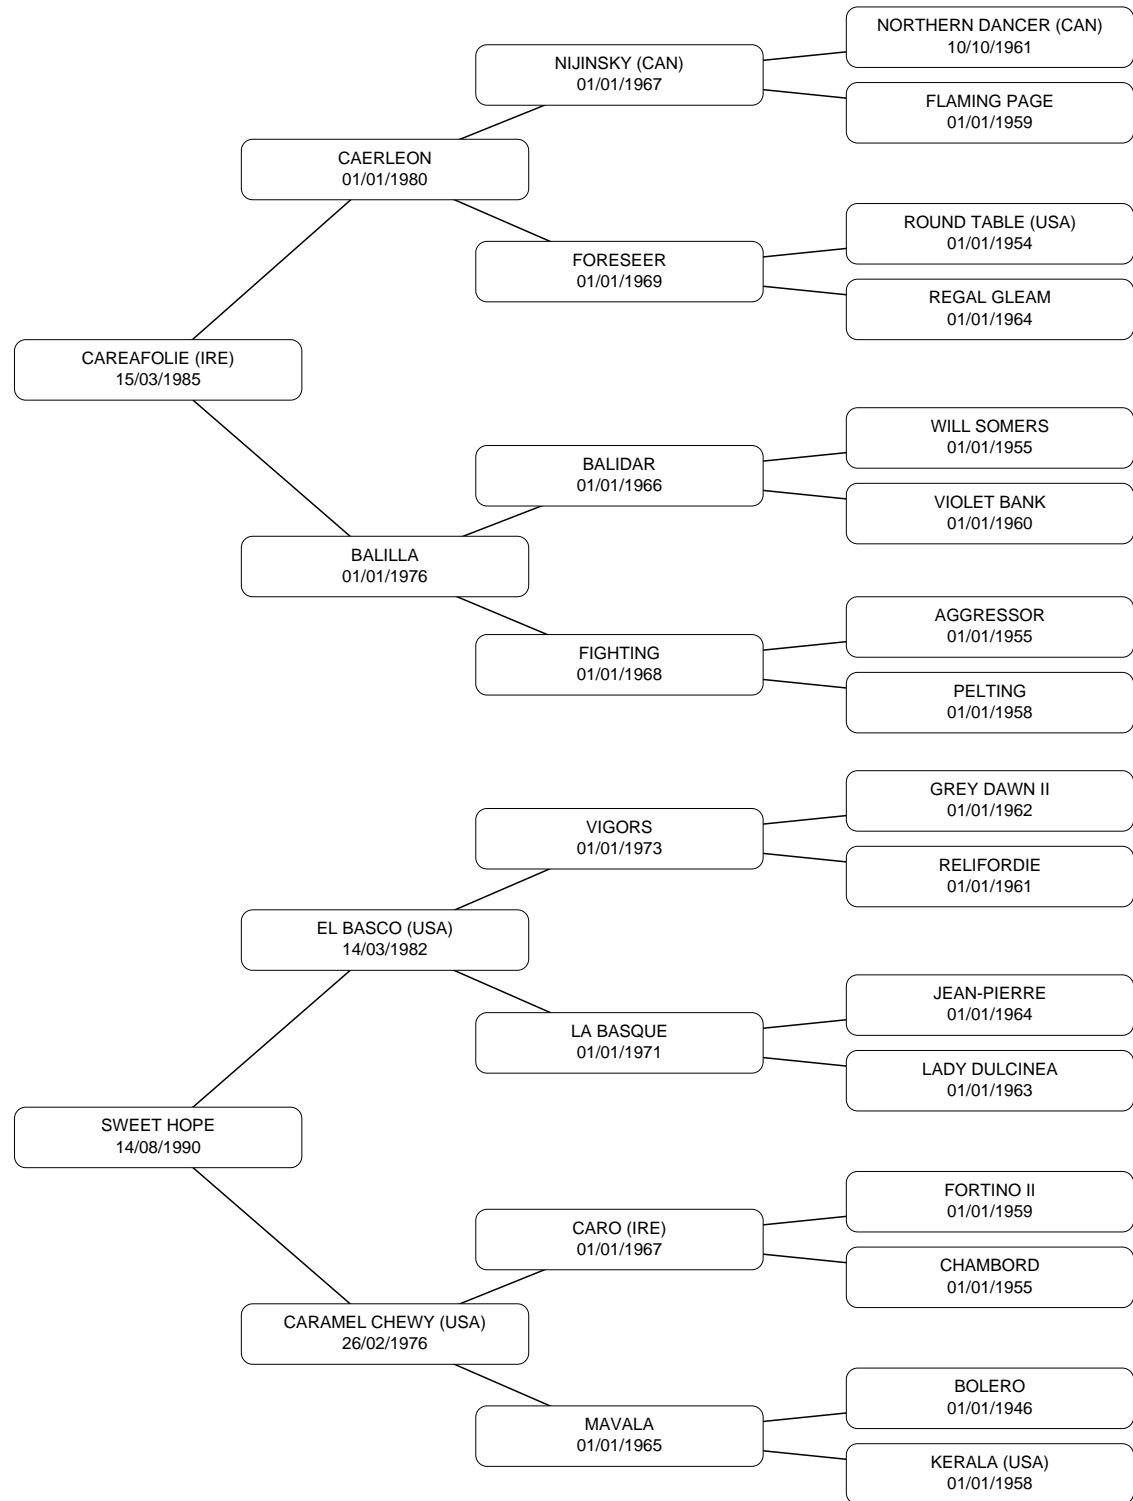 NORTHERN DANCER (CAN)
10/10/1961
NIJINSKY (CAN)
01/01/1967
FLAMING PAGE
01/01/1959
CAERLEON
01/01/1980
ROUND TABLE (USA)
01/01/1954
FORESEER
01/01/1969
REGAL GLEAM
01/01/1964
CAREAFOLIE (IRE)
15/03/1985
WILL SOMERS
01/01/1955
BALIDAR
01/01/1966
VIOLET BANK
01/01/1960
BALILLA
01/01/1976
AGGRESSOR
01/01/1955
FIGHTING
01/01/1968
PELTING
01/01/1958
GREY DAWN II
01/01/1962
VIGORS
01/01/1973
RELIFORDIE
01/01/1961
EL BASCO (USA)
14/03/1982
JEAN-PIERRE
01/01/1964
LA BASQUE
01/01/1971
LADY DULCINEA
01/01/1963
SWEET HOPE
14/08/1990
FORTINO II
01/01/1959
CARO (IRE)
01/01/1967
CHAMBORD
01/01/1955
CARAMEL CHEWY (USA)
26/02/1976
BOLERO
01/01/1946
MAVALA
01/01/1965
KERALA (USA)
01/01/1958